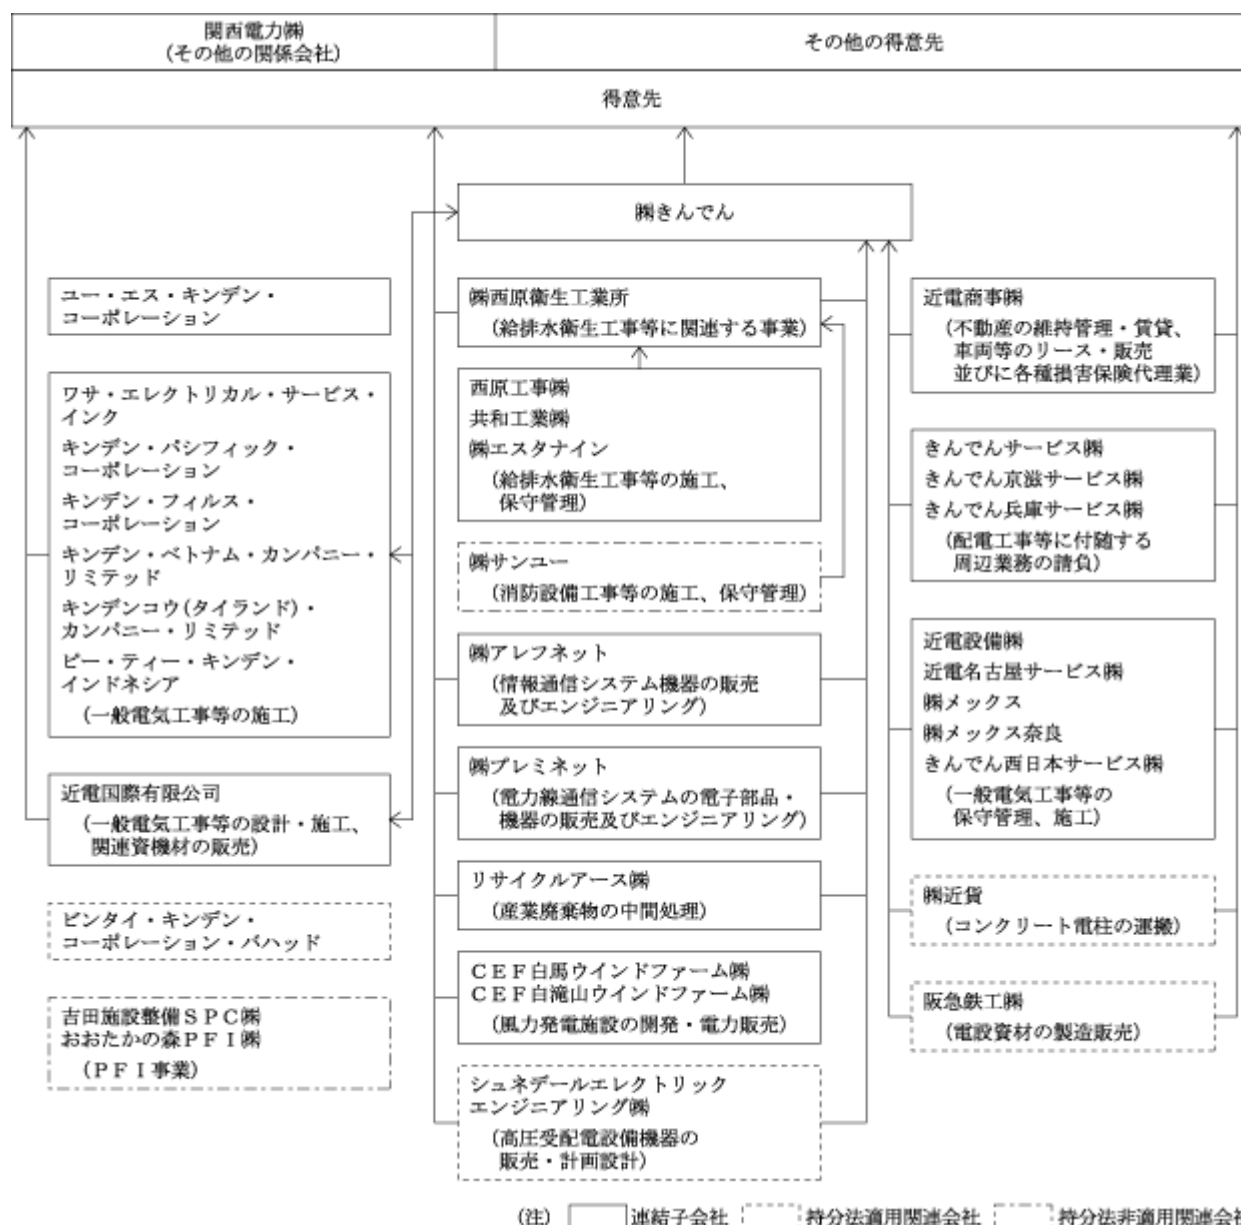 関西電力㈱
(その他の関係会社)
その他の得意先
得意先
㈱きんでん
ユー・エス・キンデン・
コーポレーション
ワサ・エレクトリカル・サービス・
インク
キンデン・パシフィック・
コーポレーション
キンデン・フィルス・
コーポレーション
キンデン・ベトナム・カンパニー・
リミテッド
キンデンコウ(タイランド)・
カンパニー・リミテッド
ピー・ティー・キンデン・
インドネシア
(一般電気工事等の施工)
近電国際有限公司
(一般電気工事等の設計・施工、
関連資機材の販売)
ビンタイ・キンデン・
コーポレーション・バハッド
吉田施設整備ＳＰＣ㈱
おおたかの森ＰＦＩ㈱
(ＰＦＩ事業)
㈱西原衛生工業所
(給排水衛生工事等に関連する事業)
西原工事㈱
共和工業㈱
㈱エスタナイン
(給排水衛生工事等の施工、
保守管理)
㈱サンユー
(消防設備工事等の施工、保守管理)
㈱アレフネット
(情報通信システム機器の販売
及びエンジニアリング)
㈱プレミネット
(電力線通信システムの電子部品・
機器の販売及びエンジニアリング)
リサイクルアース㈱
(産業廃棄物の中間処理)
ＣＥＦ白馬ウインドファーム㈱
ＣＥＦ白滝山ウインドファーム㈱
(風力発電施設の開発・電力販売)
シュネデールエレクトリック
エンジニアリング㈱
(高圧受配電設備機器の
販売・計画設計)
近電商事㈱
(不動産の維持管理・賃貸、
車両等のリース・販売
並びに各種損害保険代理業)
きんでんサービス㈱
きんでん京滋サービス㈱
きんでん兵庫サービス㈱
(配電工事等に付随する
周辺業務の請負)
近電設備㈱
近電名古屋サービス㈱
㈱メックス
㈱メックス奈良
きんでん西日本サービス㈱
(一般電気工事等の
保守管理、施工)
㈱近貨
(コンクリート電柱の運搬)
阪急鉄工㈱
(電設資材の製造販売)
(注) 連結子会社 持分法適用関連会社 持分法非適用関連会社